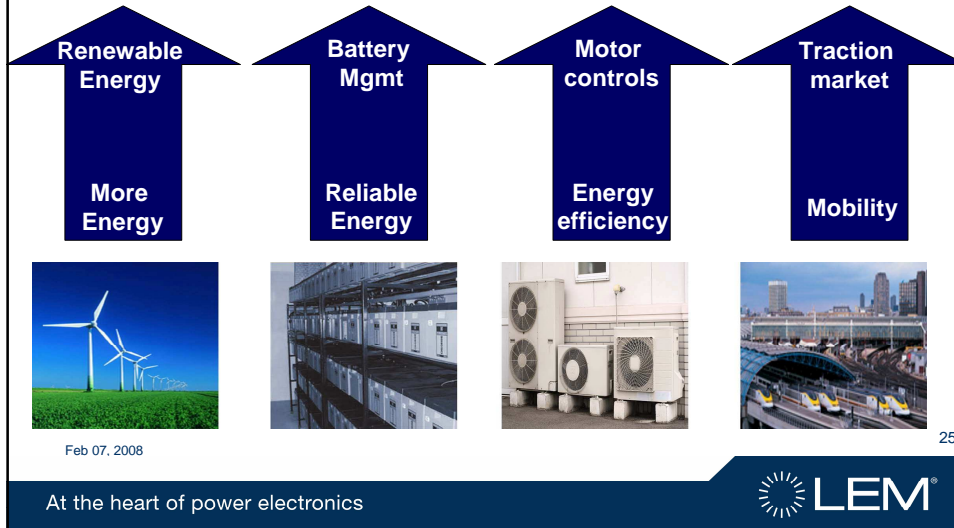 Renewable
Energy
More
Energy
Battery
Mgmt
Reliable
Energy
Motor
controls
Energy
efficiency
Traction
market
Mobility
Feb 07, 2008
25
At the heart of power electronics
LEM®